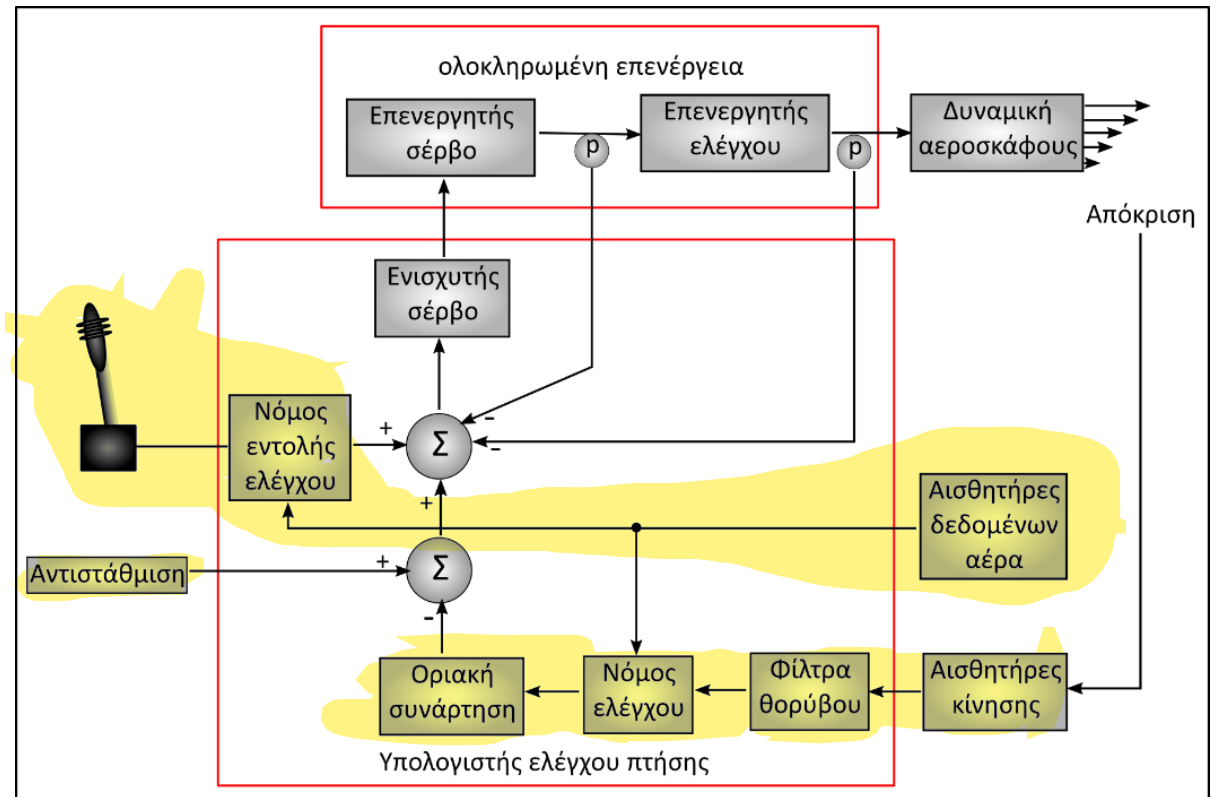 ολοκληρωμένη επενέργεια
Επενεργητής
σέρβο
p
Επενεργητής
ελέγχου
p
Δυναμική
αεροσκάφους
Απόκριση
Ενισχυτής
σέρβο
Νόμος
εντολής
ελέγχου
+
Σ
-
-
+
Αισθητήρες
δεδομένων
αέρα
Αντιστάθμιση
+
Σ
-
Οριακή
συνάρτηση
Νόμος
ελέγχου
Φίλτρα
θορύβου
Αισθητήρες
κίνησης
Υπολογιστής ελέγχου πτήσης